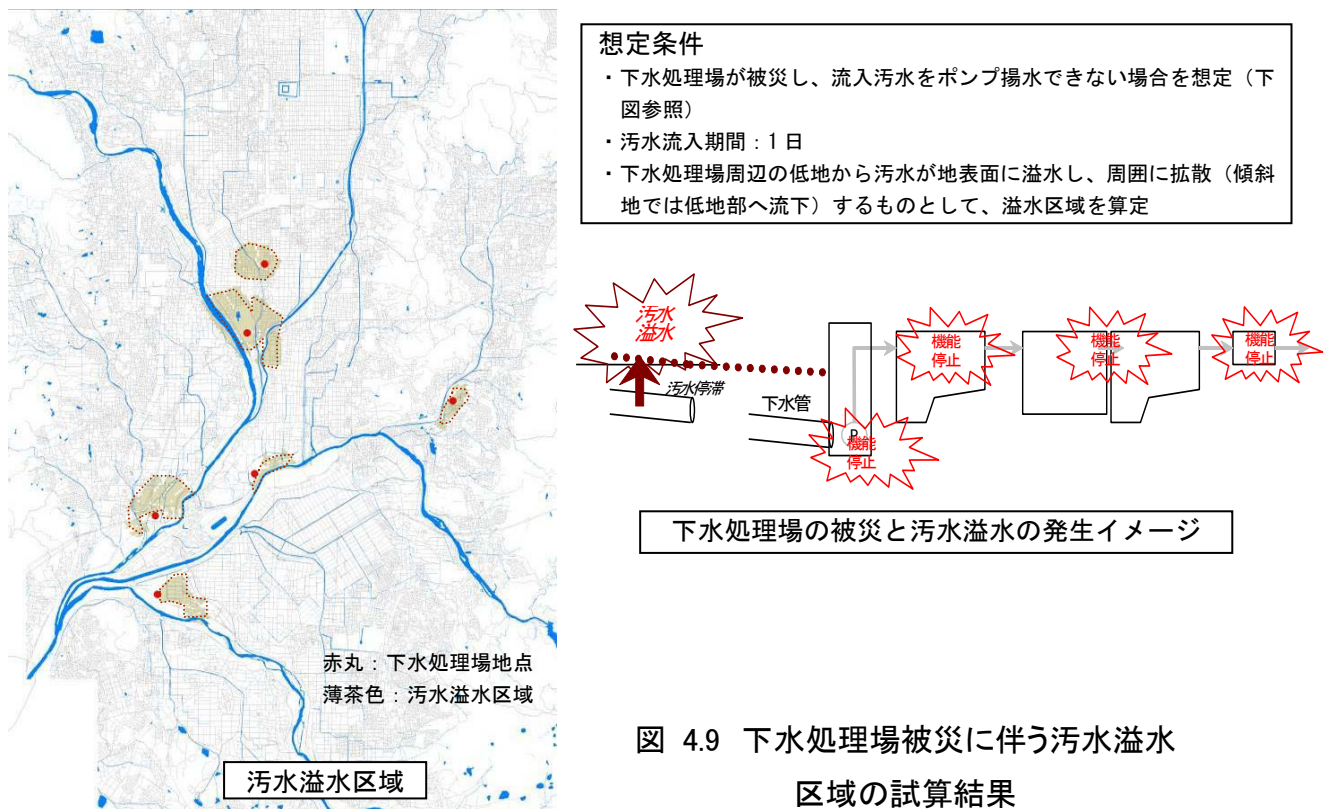 想定条件
・下水処理場が被災し、流入汚水をポンプ揚水できない場合を想定（下
図参照）
・汚水流入期間：1日
・下水処理場周辺の低地から汚水が地表面に溢水し、周囲に拡散（傾斜
地では低地部へ流下）するものとして、溢水区域を算定
汚水
溢水
汚水停滞
下水管
P
機能
停止
機能
停止
機能
停止
機能
停止
下水処理場の被災と汚水溢水の発生イメージ
赤丸：下水処理場地点
薄茶色：汚水溢水区域
汚水溢水区域
図 4.9 下水処理場被災に伴う汚水溢水
区域の試算結果